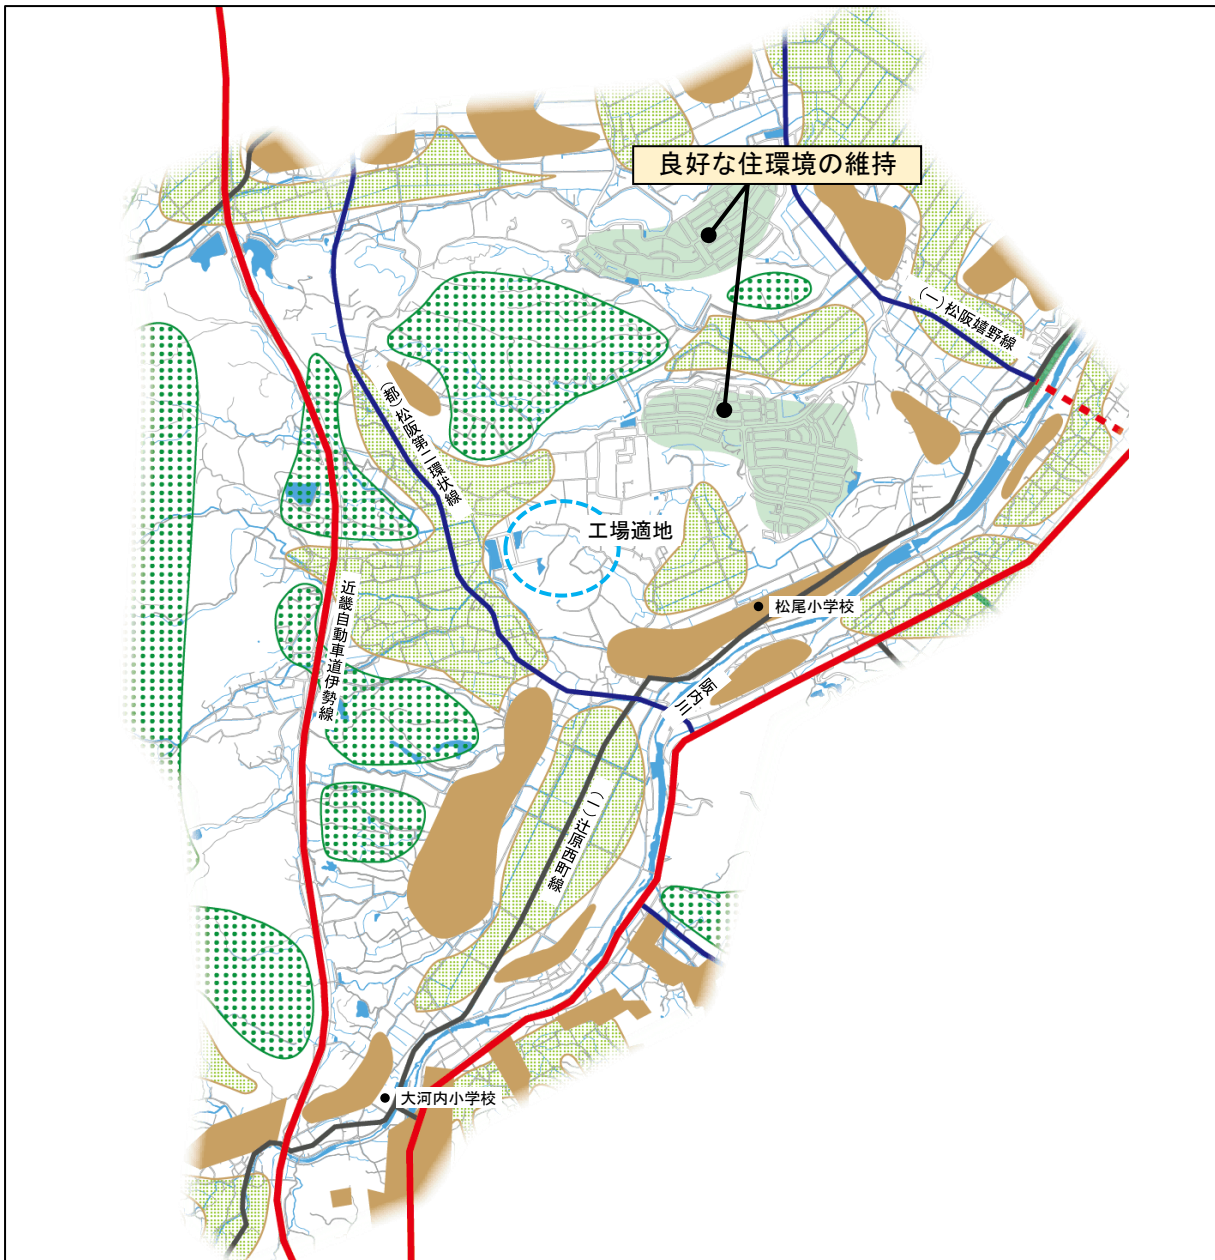 良好な住環境の維持
(一)松阪嬉野線
(都)松阪第二環状線
工場適地
近畿自動車道伊勢線
松尾小学校
阪内川
(一)辻原西町線
大河内小学校